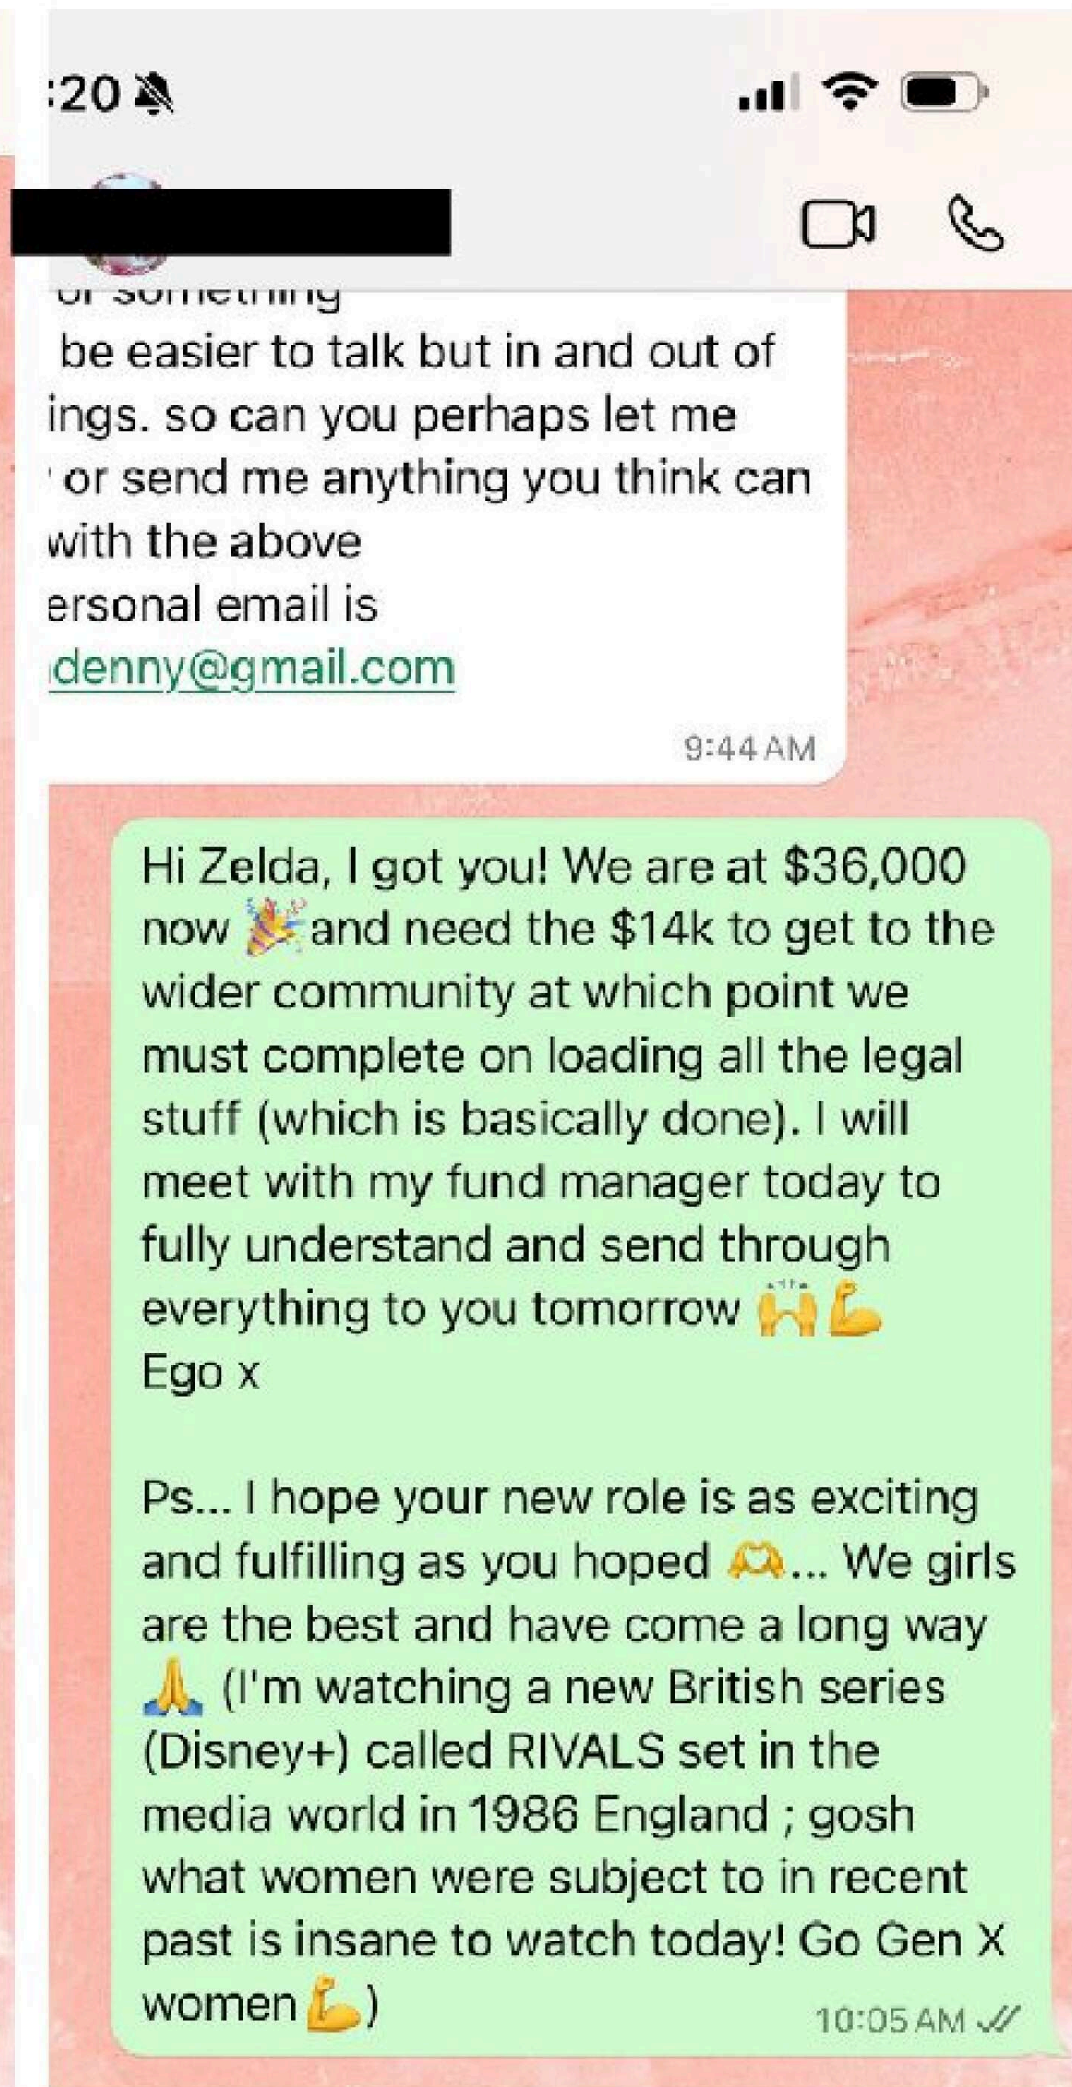 :20
or something
be easier to talk but in and out of
ings. so can you perhaps let me
or send me anything you think can
with the above
ersonal email is
denny@gmail.com
9:44 AM
Hi Zelda, I got you! We are at $36,000
now 🎉and need the $14k to get to the
wider community at which point we
must complete on loading all the legal
stuff (which is basically done). I will
meet with my fund manager today to
fully understand and send through
everything to you tomorrow 🙌💪
Ego x
Ps... I hope your new role is as exciting
and fulfilling as you hoped 🫶... We girls
are the best and have come a long way
🙏 (I'm watching a new British series
(Disney+) called RIVALS set in the
media world in 1986 England ; gosh
what women were subject to in recent
past is insane to watch today! Go Gen X
women💪)
10:05 AM